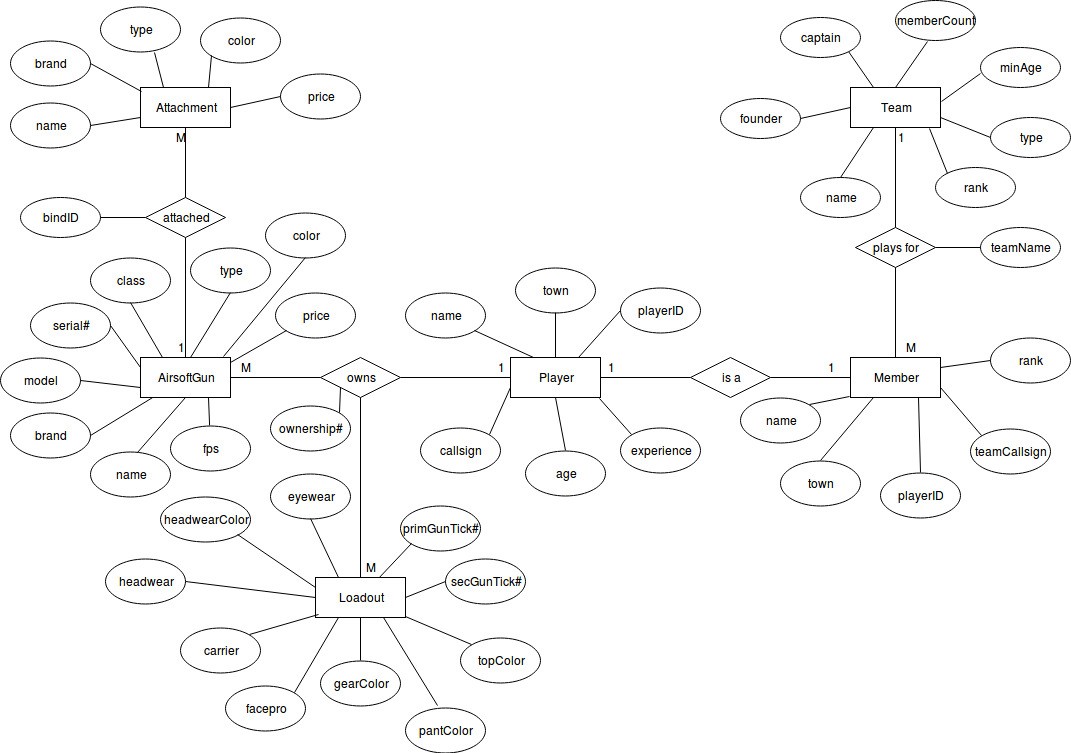 memberCount
type
color
captain
brand
minAge
price
Attachment
Team
name
founder
M
1
type
rank
name
bindID
attached
color
plays for
teamName
class
type
town
playerID
serial#
price
name
1
M
rank
model
AirsoftGun
M
owns
1
Player
1
is a
1
Member
name
ownership#
brand
fps
callsign
experience
teamCallsign
name
age
town
playerID
eyewear
headwearColor
primGunTick#
M
headwear
secGunTick#
Loadout
carrier
topColor
gearColor
facepro
pantColor